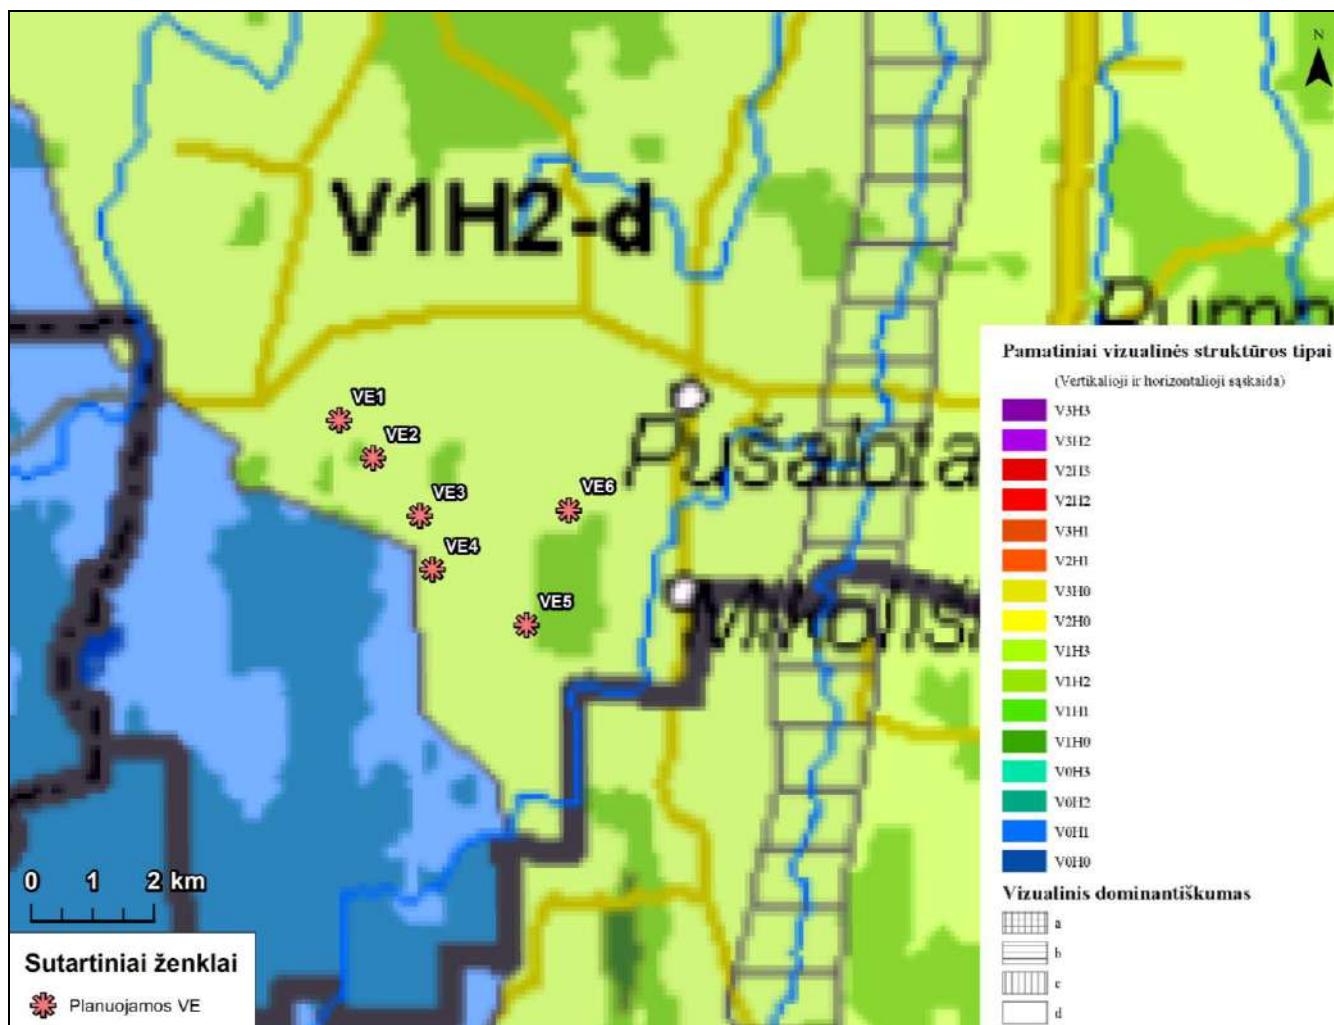 N
V1H2-d
Pump
VE1
VE2
Pušalota
VE3
VE6
VE4
VE5
0 1 2 km
Sutartiniai ženklai
Planuojamos VE
Pamatiniai vizualinės struktūros tipai
(Vertikalioji ir horizontalioji sąskaida)
V3H3
V3H2
V2H3
V2H2
V3H1
V2H1
V3H0
V2H0
V1H3
V1H2
V1H1
V1H0
V0H3
V0H2
V0H1
V0H0
Vizualinis dominantiškumas
a
b
c
d